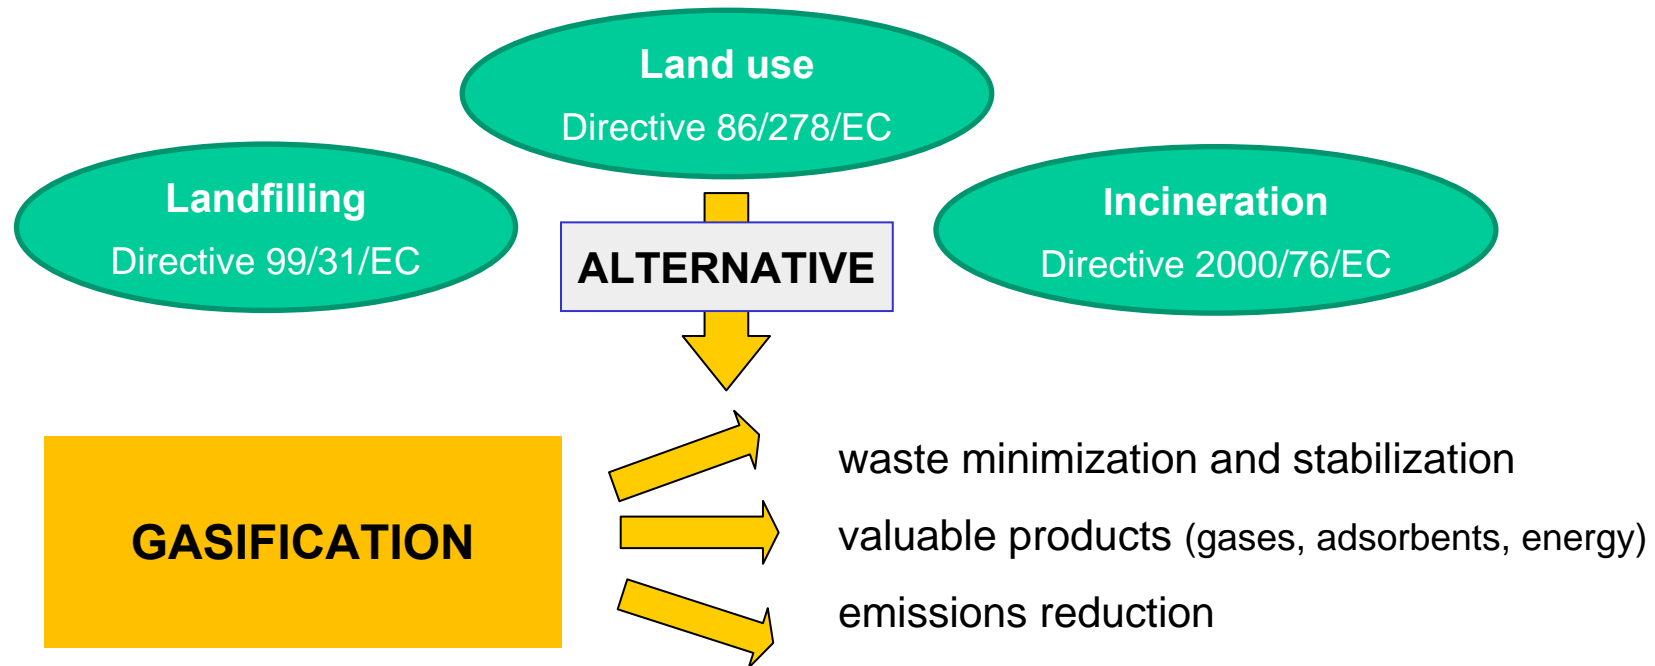 Land use
Directive 86/278/EC
Landfilling
Directive 99/31/EC
Incineration
Directive 2000/76/EC
ALTERNATIVE
GASIFICATION
waste minimization and stabilization
valuable products (gases, adsorbents, energy)
emissions reduction